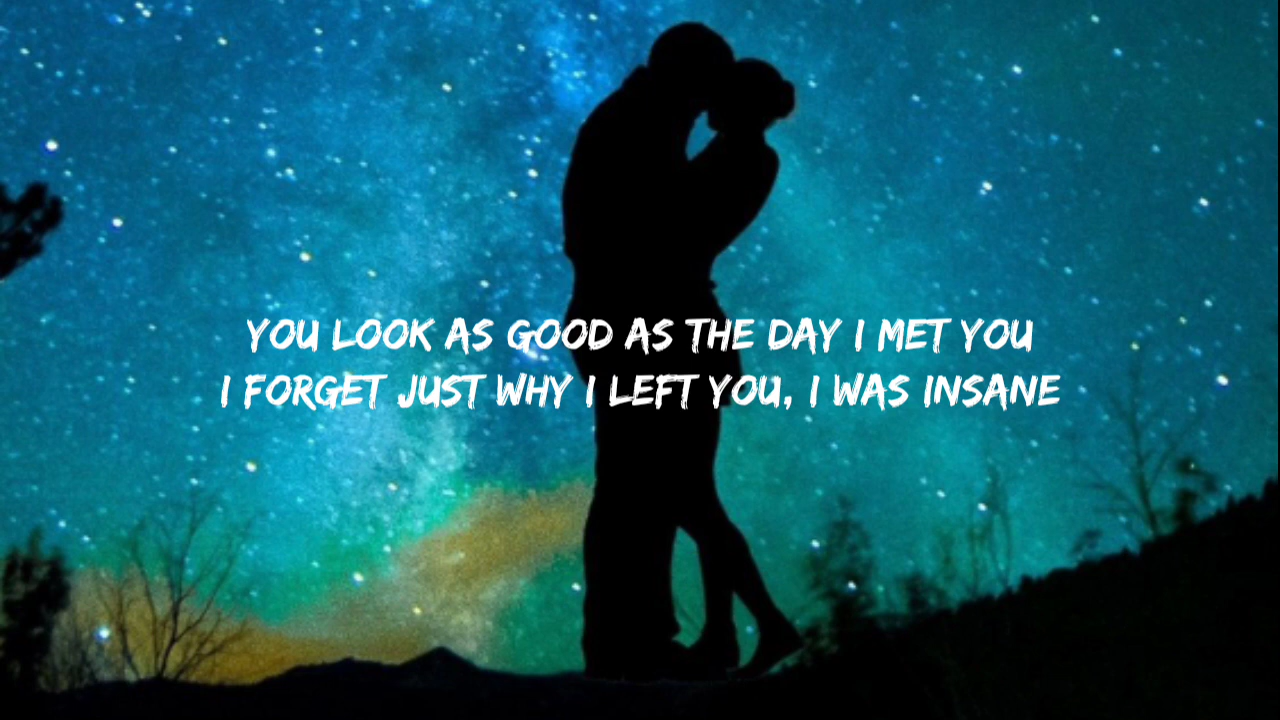 YOU LOOK AS GOOD AS THE DAY I MET YOU
I FORGET JUST WHY I LEFT YOU, I WAS INSANE